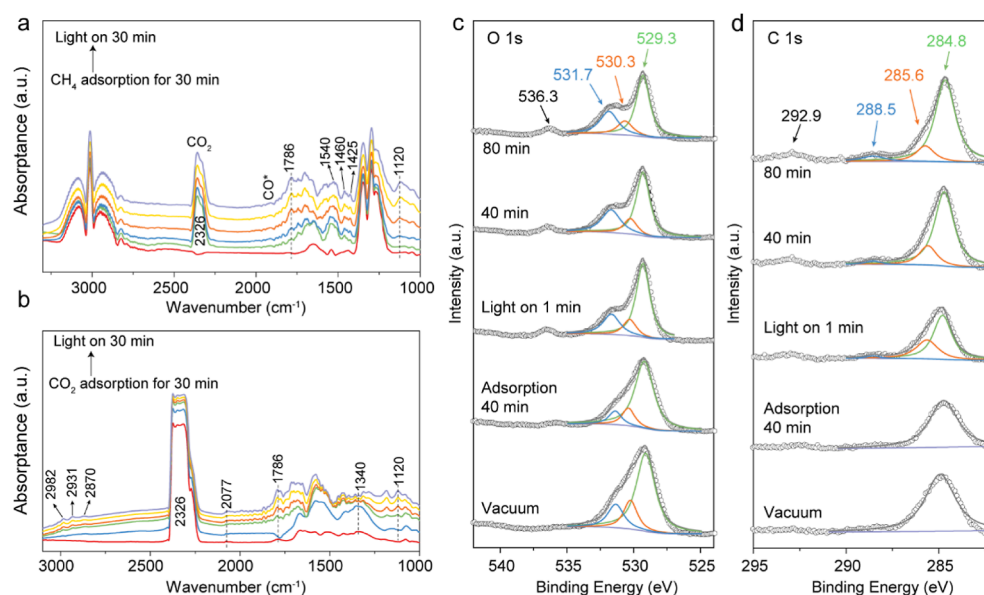 a
Light on 30 min
CH4 adsorption for 30 min
CO2
2326
CO*
1786
1540
1460
1425
1120
Absorptance (a.u.)
3000 2500 2000 1500 1000
Wavenumber (cm-1)
b
Light on 30 min
CO2 adsorption for 30 min
2982
2931
2870
2326
2077
1786
1340
1120
Absorptance (a.u.)
3000 2500 2000 1500 1000
Wavenumber (cm-1)
c
O 1s
529.3
530.3
531.7
536.3
80 min
40 min
Light on 1 min
Adsorption
40 min
Vacuum
Intensity (a.u.)
540 535 530 525
Binding Energy (eV)
d
C 1s
284.8
285.6
288.5
292.9
80 min
40 min
Light on 1 min
Adsorption
40 min
Vacuum
Intensity (a.u.)
295 290 285
Binding Energy (eV)